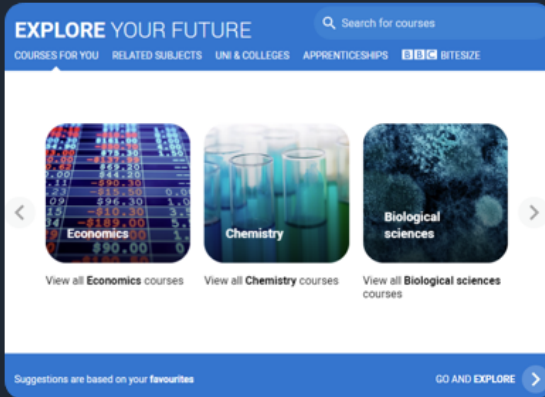 EXPLORE YOUR FUTURE
Search for courses
COURSES FOR YOU RELATED SUBJECTS UNI & COLLEGES APPRENTICESHIPS BBC BITESIZE
Economics
Chemistry
Biological
sciences
View all Economics courses
View all Chemistry courses
View all Biological sciences
courses
Suggestions are based on your favourites
GO AND EXPLORE